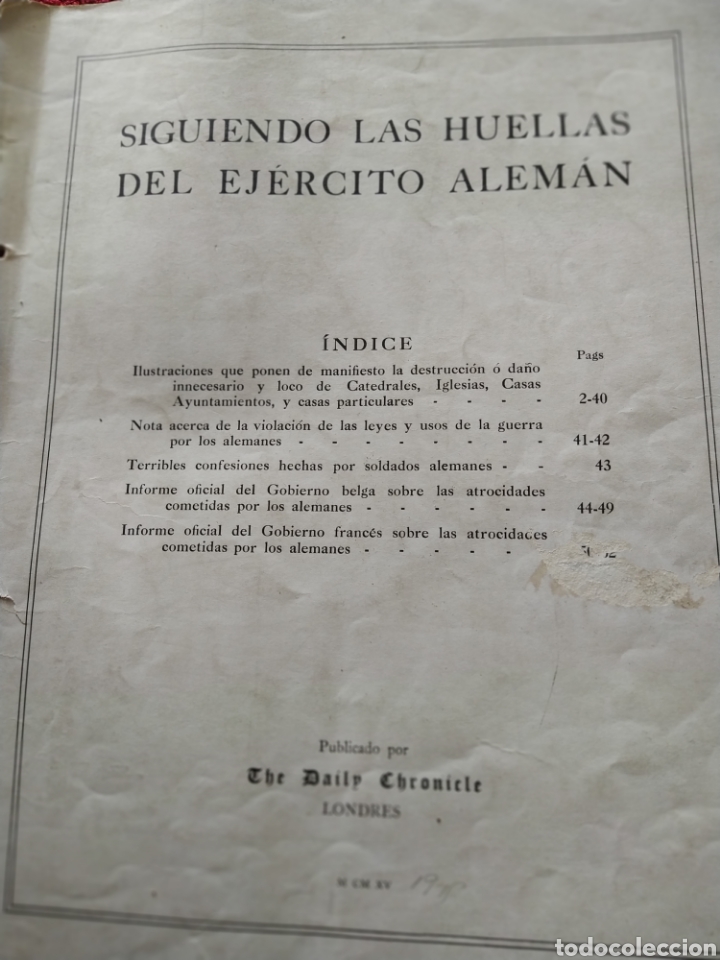 SIGUIENDO LAS HUELLAS
DEL EJÉRCITO ALEMÁN
ÍNDICE
Pags
Ilustraciones que ponen de manifiesto la destrucción ó daño
innecesario y loco de Catedrales, Iglesias, Casas
Ayuntamientos, y casas particulares - - - - 2-40
Nota acerca de la violación de las leyes y usos de la guerra
por los alemanes - - - - - - - - 41-42
Terribles confesiones hechas por soldados alemanes - - 43
Informe oficial del Gobierno belga sobre las atrocidades
cometidas por los alemanes - - - - - - 44-49
Informe oficial del Gobierno francés sobre las atrocidades
cometidas por los alemanes - - - - -
Publicado por
The Daily Chronicle
LONDRES
M CM XV
todocoleccion